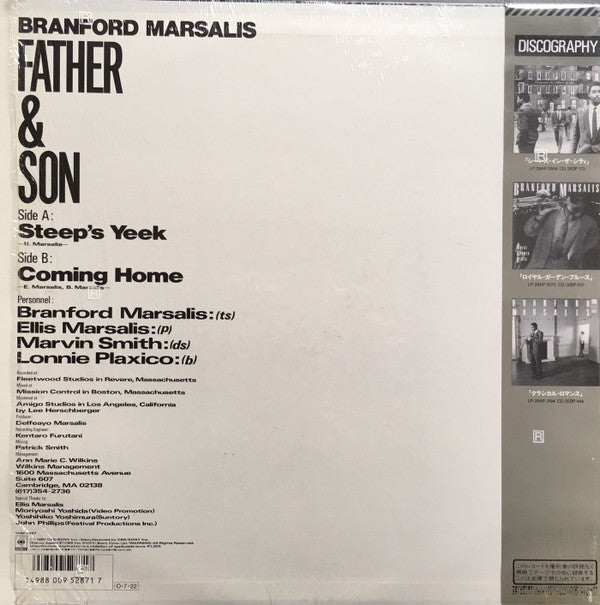 BRANFORD MARSALIS
FATHER
&
SON
Side A:
Steep's Yeek
Side B:
Coming Home
—E. Marsalis, B. Marsalis—
Personnel:
Branford Marsalis:(ts)
Ellis Marsalis:(p)
Marvin Smith:(ds)
Lonnie Plaxico:(b)
Recorded at:
Fleetwood Studios in Revere, Massachusetts
Mixed at:
Mission Control in Boston, Massachusetts
Mastered at:
Amigo Studios in Los Angeles, California
by Lee Herschberger
Producer:
Delfeayo Marsalis
Recording Engineer:
Kentaro Furutani
Mixing:
Patrick Smith
Management:
Ann Marie C. Wilkins
Wilkins Management
1600 Massachusetts Avenue
Suite 607
Cambridge, MA 02138
(617)354-2736
Special Thanks to:
Ellis Marsalis
Moriyoshi Yoshida (Video Promotion)
Yoshihiko Yoshimura (Suntory)
John Phillips (Festival Productions Inc.)
4988 009 52871 7
0-7-22
DISCOGRAPHY
BRANFORD MARSALIS
「ロイヤル・ガーデン・ブルース」
MARSALIS
「クラシカル・ロマンス」
R